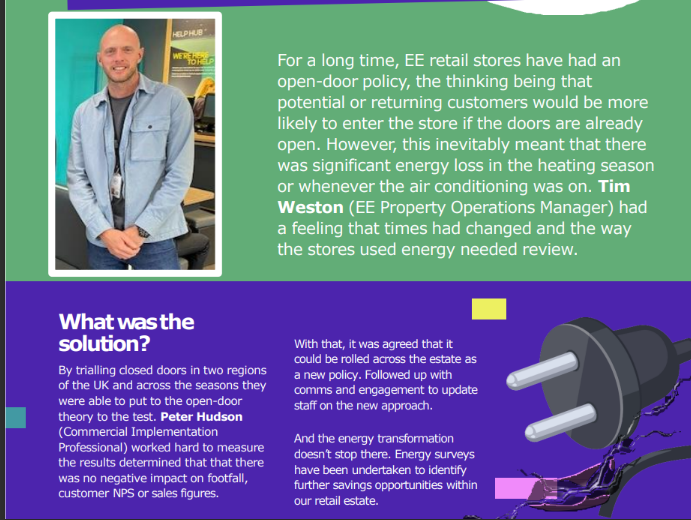 HELP HUB
WE'RE HERE
TO HELP
For a long time, EE retail stores have had an
open-door policy, the thinking being that
potential or returning customers would be more
likely to enter the store if the doors are already
open. However, this inevitably meant that there
was significant energy loss in the heating season
or whenever the air conditioning was on. Tim
Weston (EE Property Operations Manager) had
a feeling that times had changed and the way
the stores used energy needed review.
What was the
solution?
By trialling closed doors in two regions
of the UK and across the seasons they
were able to put to the open-door
theory to the test. Peter Hudson
(Commercial Implementation
Professional) worked hard to measure
the results determined that that there
was no negative impact on footfall,
customer NPS or sales figures.
With that, it was agreed that it
could be rolled across the estate as
a new policy. Followed up with
comms and engagement to update
staff on the new approach.
And the energy transformation
doesn't stop there. Energy surveys
have been undertaken to identify
further savings opportunities within
our retail estate.